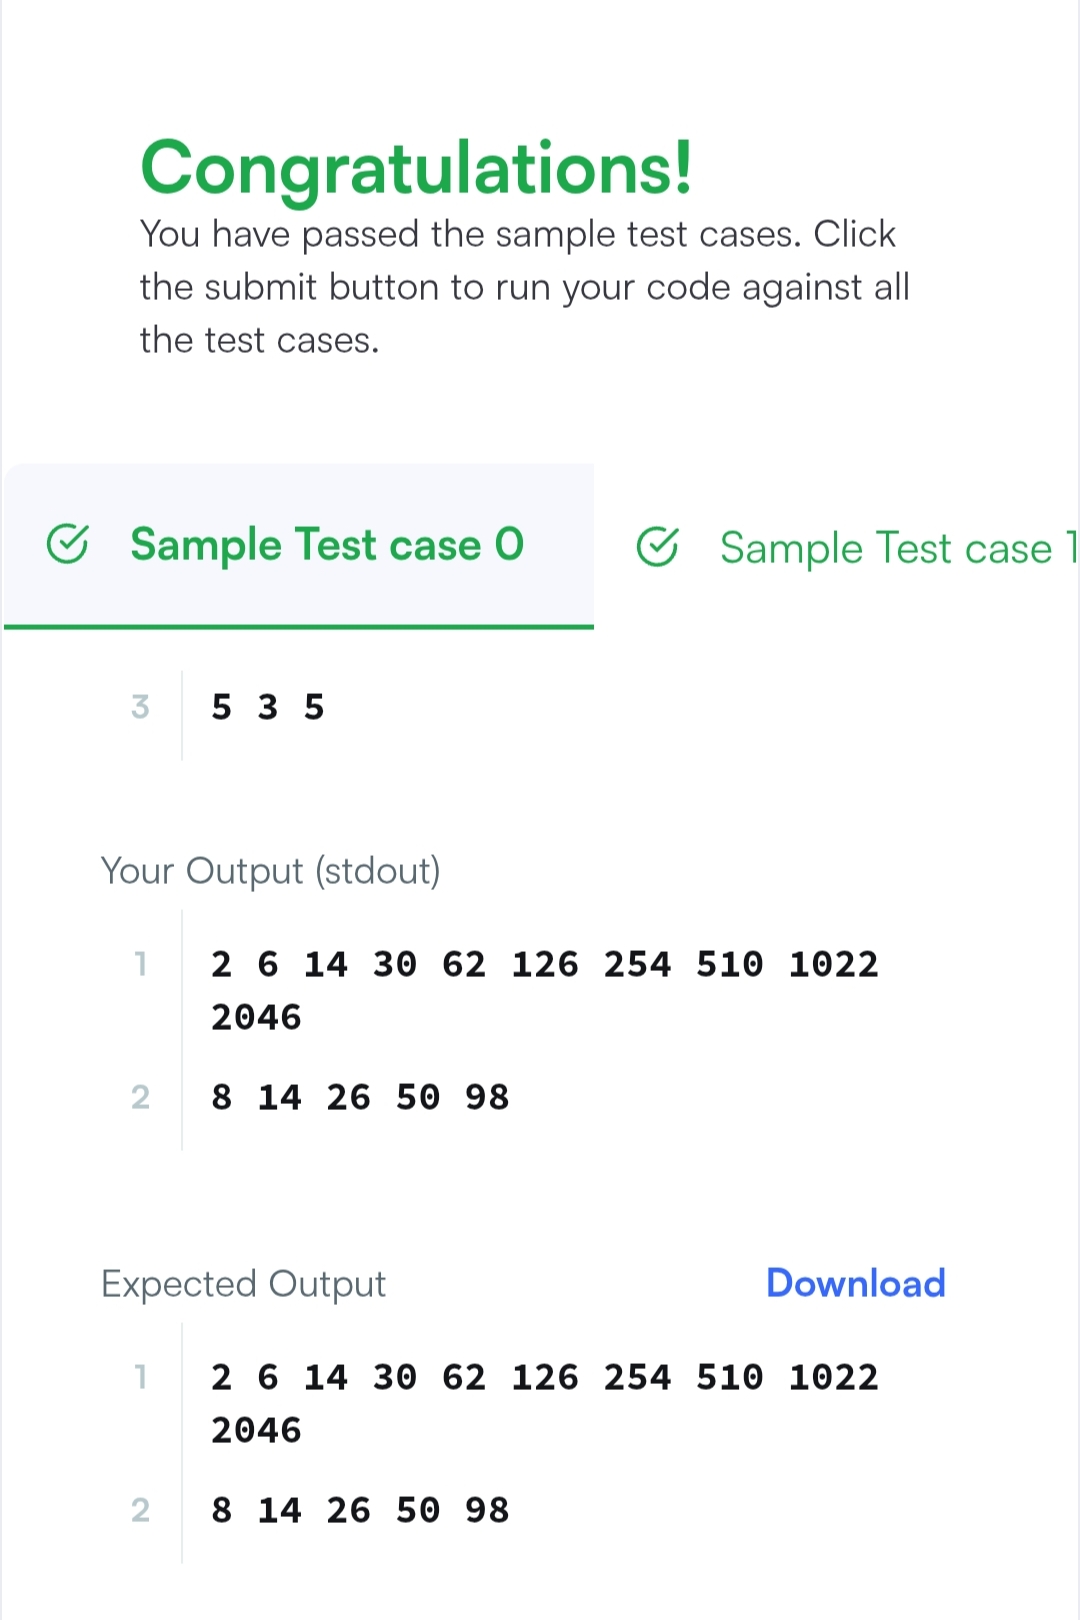 Congratulations!
You have passed the sample test cases. Click
the submit button to run your code against all
the test cases.
Sample Test case 0
Sample Test case 1
3 5 3 5
Your Output (stdout)
1 2 6 14 30 62 126 254 510 1022
2046
2 8 14 26 50 98
Expected Output
Download
1 2 6 14 30 62 126 254 510 1022
2046
2 8 14 26 50 98